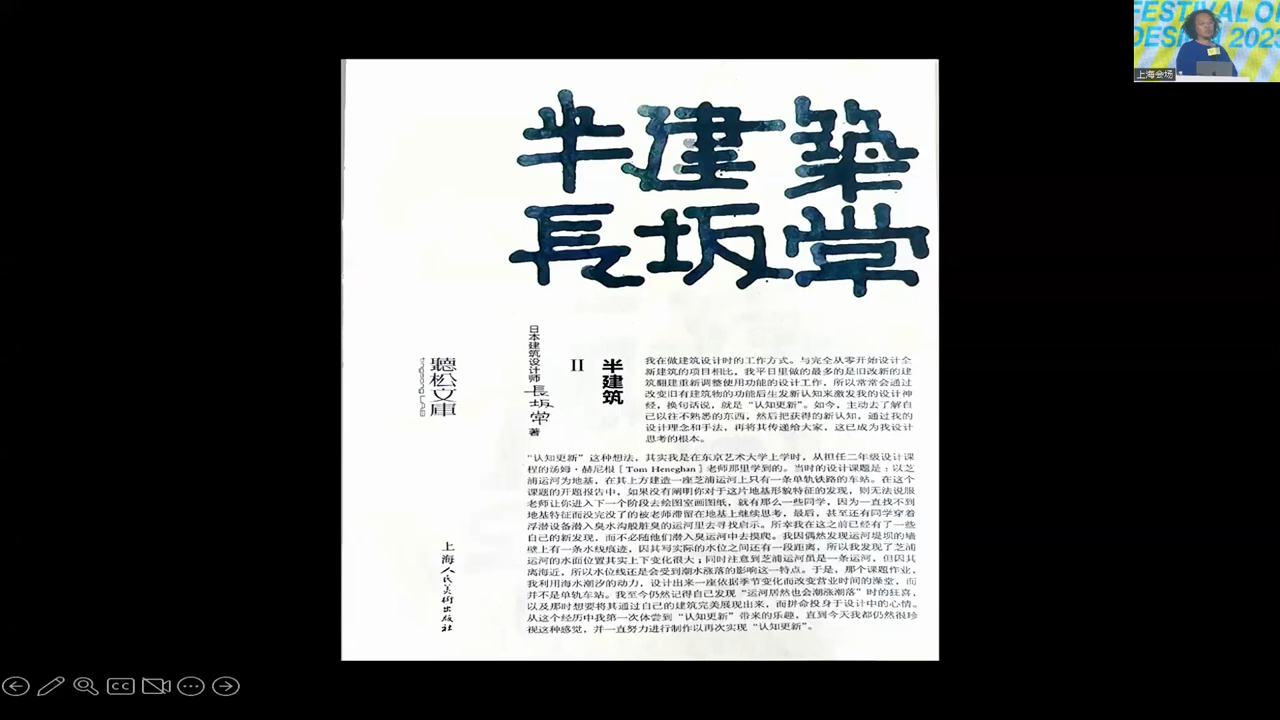 FESTIVAL OF
DESIGN 2023
上海会场
半建築
長坂常
日本建筑设计师
長坂常
著
II
半建筑
聽松文庫
tingsong LAB
上海人民美術出版社
我在做建筑设计时的工作方式。与完全从零开始设计全
新建筑的项目相比，我平日里做的最多的是旧改新的建
筑翻建重新调整使用功能的设计工作，所以常常会通过
改变旧有建筑物的功能后生发新认知来激发我的设计神
经，换句话说，就是“认知更新”。如今，主动去了解自
己以往不熟悉的东西，然后把获得的新认知，通过我的
设计理念和手法，再将其传递给大家，这已成为我设计
思考的根本。
“认知更新”这种想法，其实我是在东京艺术大学上学时，从担任二年级设计课
程的汤姆·赫尼根［Tom Heneghan］老师那里学到的。当时的设计课题是：以芝
浦运河为地基，在其上方建造一座芝浦运河上只有一条单轨铁路的车站。在这个
课题的开题报告中，如果没有阐明你对于这片地基形貌特征的发现，则无法说服
老师让你进入下一个阶段去绘图室画图纸，就有那么一些同学，因为一直找不到
地基特征而没完没了的被老师滞留在地基上继续思考，最后，甚至还有同学穿着
浮潜设备潜入臭水沟般脏臭的运河里去寻找启示。所幸我在这之前已经有了一些
自己的新发现，而不必随他们潜入臭运河中去摸爬。我因偶然发现运河堤坝的墙
壁上有一条水线痕迹，因其写实际的水位之间还有一段距离，所以我发现了芝浦
运河的水面位置其实上下变化很大；同时注意到芝浦运河虽是一条运河，但因其
离海近，所以水位线还是会受到潮水涨落的影响这一特点。于是，那个课题作业，
我利用海水潮汐的动力，设计出来一座依据季节变化而改变营业时间的澡堂，而
并不是单轨车站。我至今仍然记得自己发现“运河居然也会潮涨潮落”时的狂喜，
以及那时想要将其通过自己的建筑完美展现出来，而拼命投身于设计中的心情。
从这个经历中我第一次体尝到“认知更新”带来的乐趣，直到今天我都仍然很珍
视这种感觉，并一直努力进行制作以再次实现“认知更新”。
CC